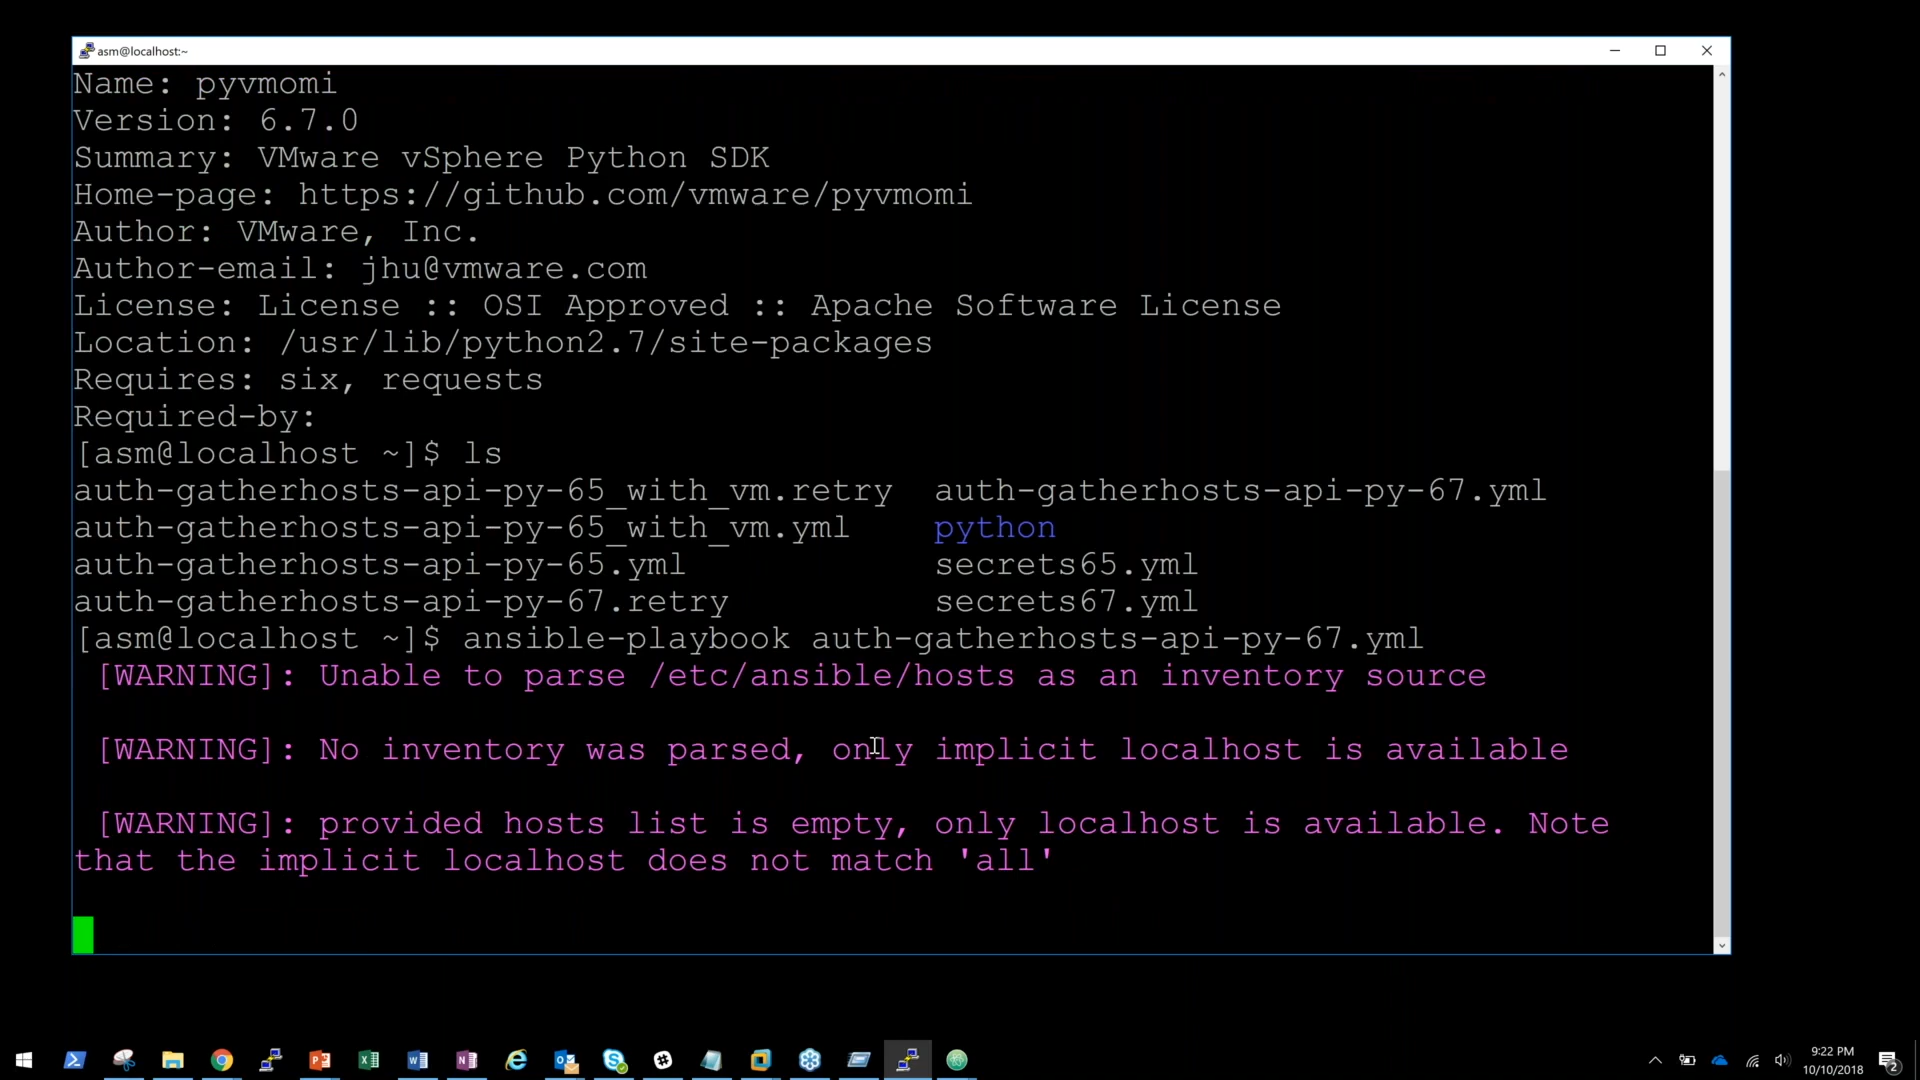 asm@localhost:~
Name: pyvmomi
Version: 6.7.0
Summary: VMware vSphere Python SDK
Home-page: https://github.com/vmware/pyvmomi
Author: VMware, Inc.
Author-email: jhu@vmware.com
License: License :: OSI Approved :: Apache Software License
Location: /usr/lib/python2.7/site-packages
Requires: six, requests
Required-by:
[asm@localhost ~]$ ls
auth-gatherhosts-api-py-65_with_vm.retry  auth-gatherhosts-api-py-67.yml
auth-gatherhosts-api-py-65_with_vm.yml    python
auth-gatherhosts-api-py-65.yml            secrets65.yml
auth-gatherhosts-api-py-67.retry          secrets67.yml
[asm@localhost ~]$ ansible-playbook auth-gatherhosts-api-py-67.yml
[WARNING]: Unable to parse /etc/ansible/hosts as an inventory source
[WARNING]: No inventory was parsed, only implicit localhost is available
[WARNING]: provided hosts list is empty, only localhost is available. Note
that the implicit localhost does not match 'all'
9:22 PM
10/10/2018
2